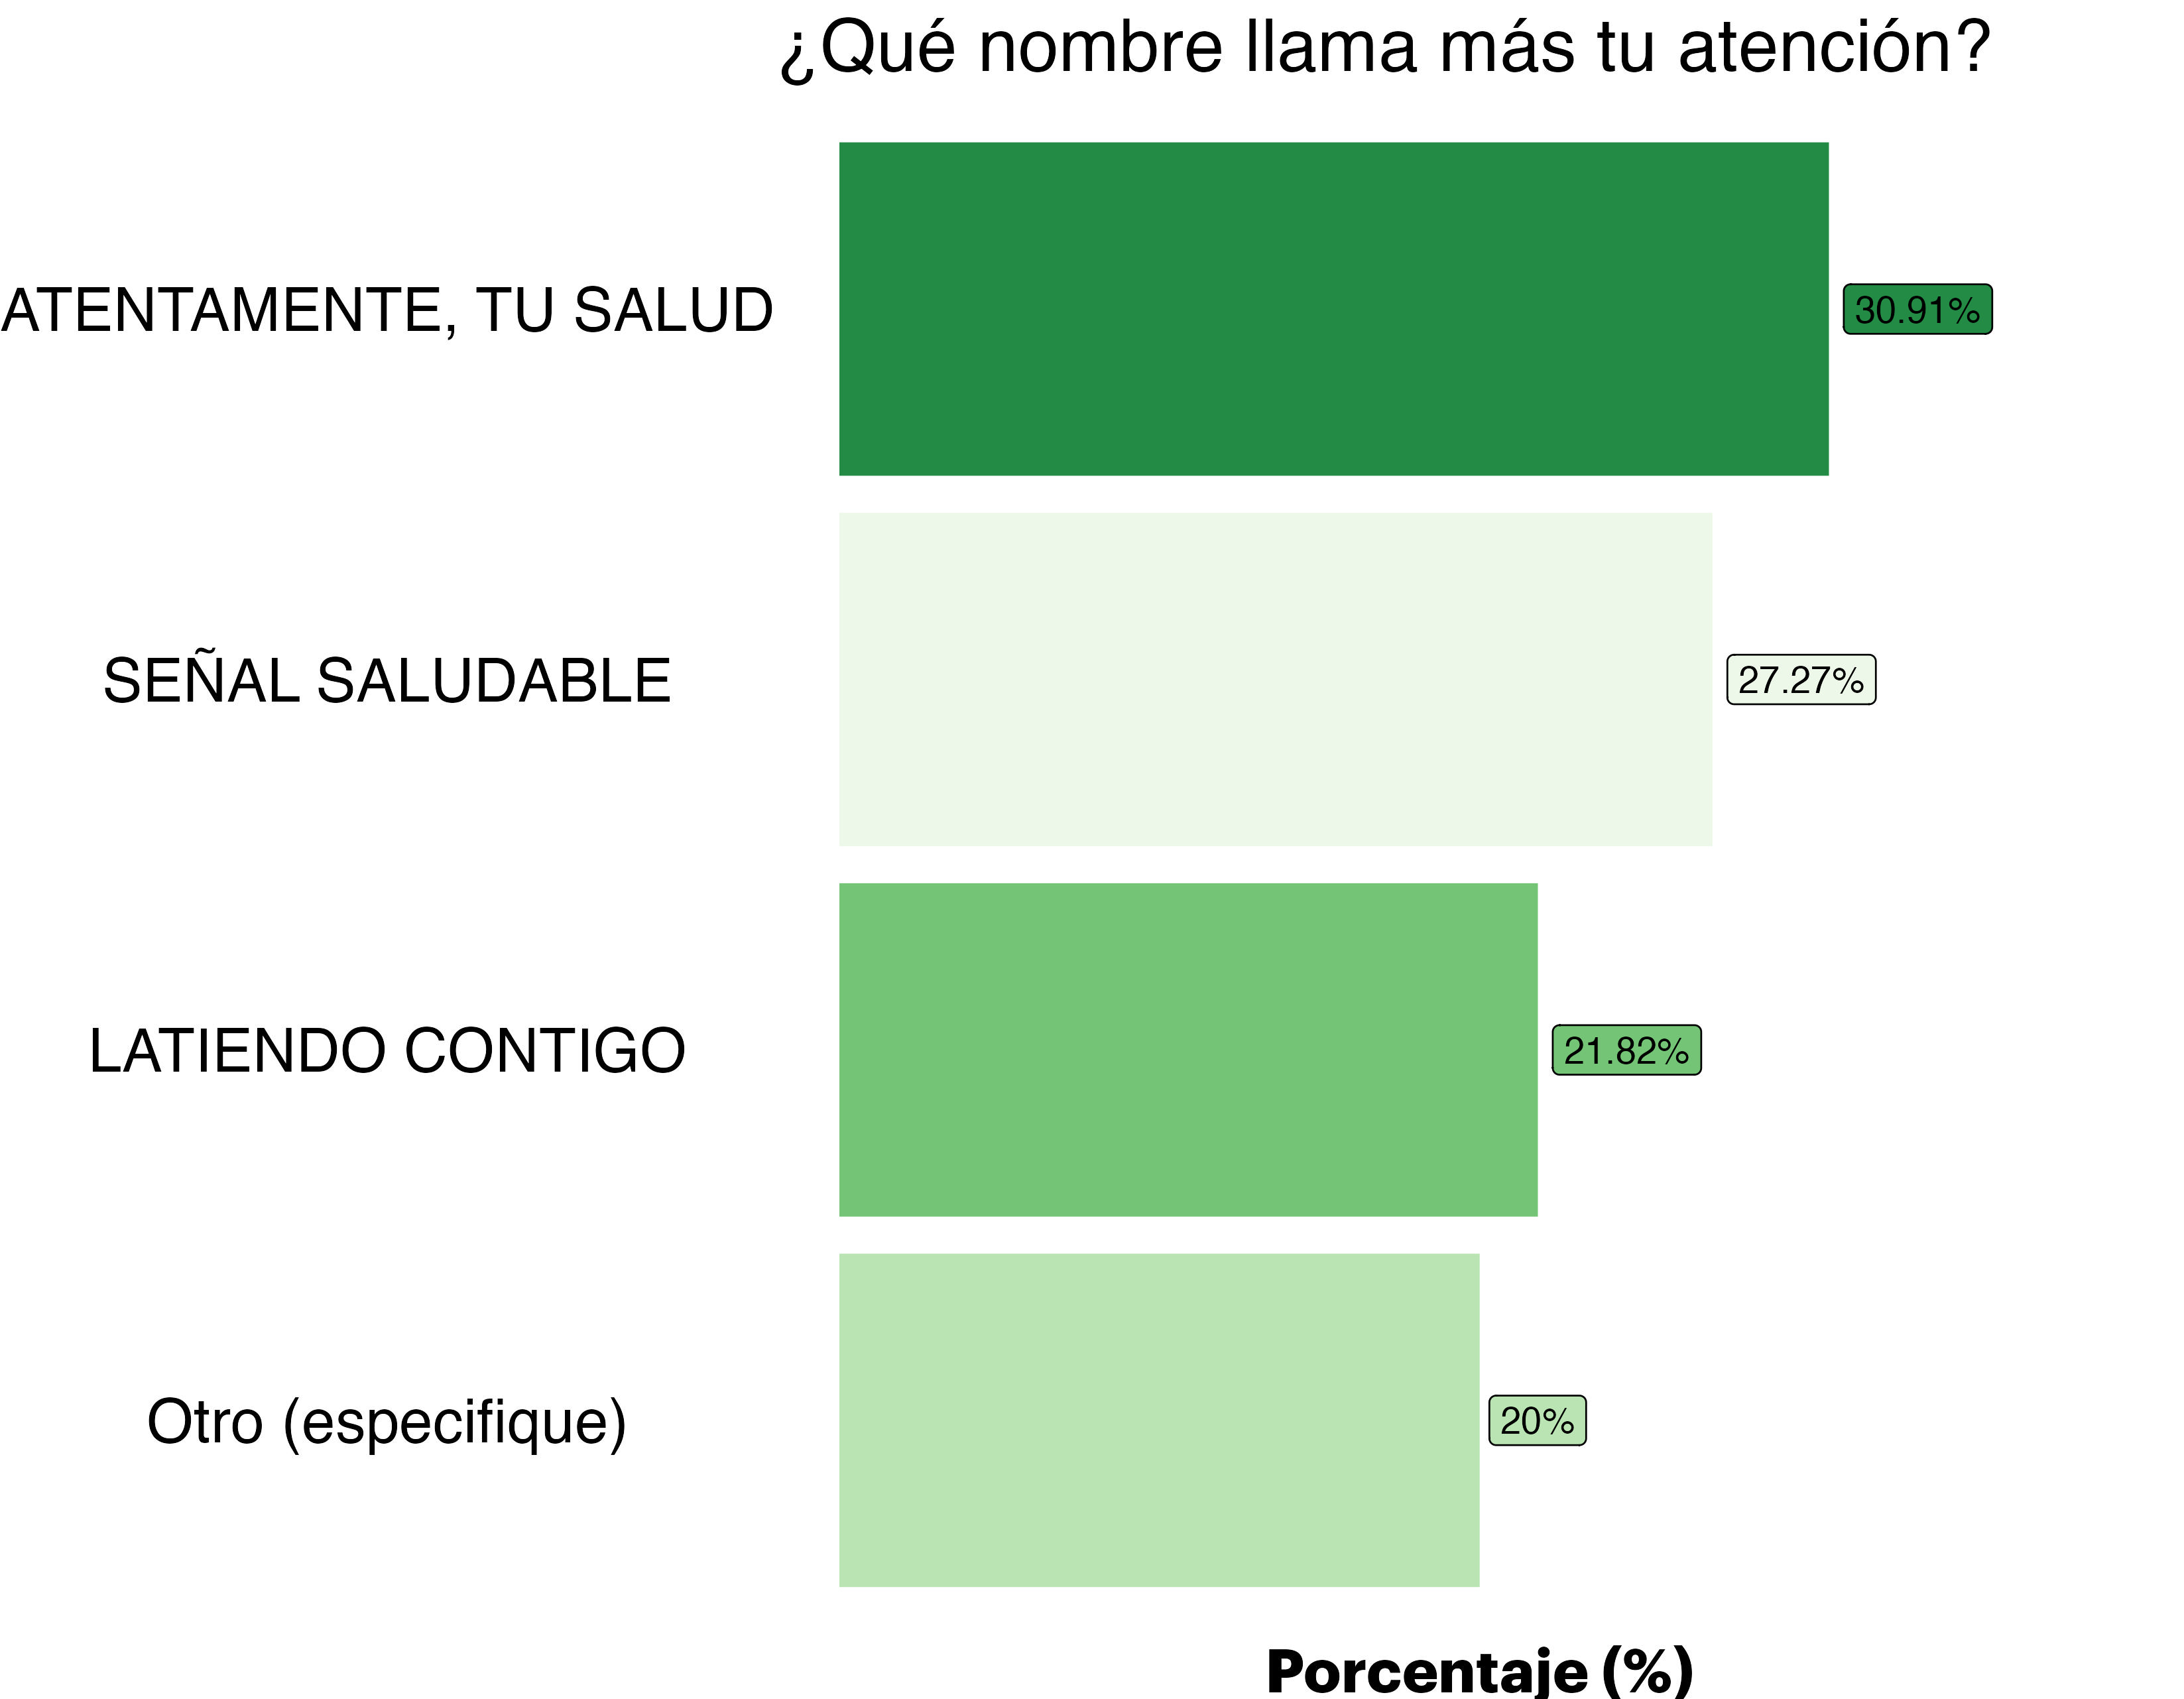 ¿Qué nombre llama más tu atención?
ATENTAMENTE, TU SALUD
30.91%
SEÑAL SALUDABLE
27.27%
LATIENDO CONTIGO
21.82%
Otro (especifique)
20%
Porcentaje (%)